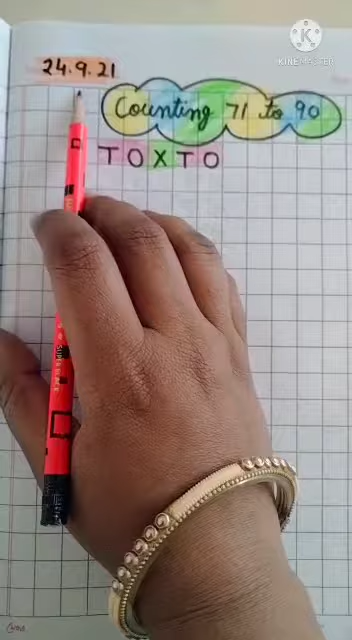 KINEMASTER
24.9.21
Counting 71 to 90
T O X T O